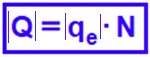 |Q| = |qₑ| · N